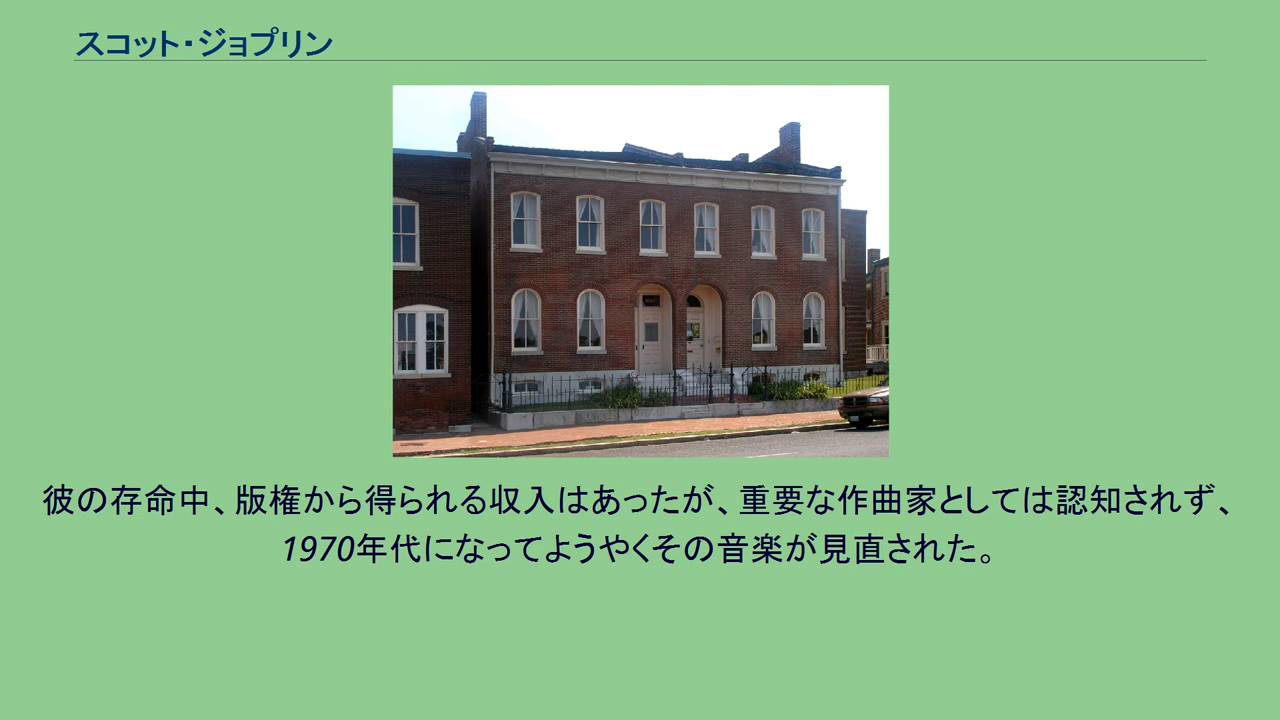 スコット・ジョプリン
彼の存命中、版権から得られる収入はあったが、重要な作曲家としては認知されず、
1970年代になってようやくその音楽が見直された。